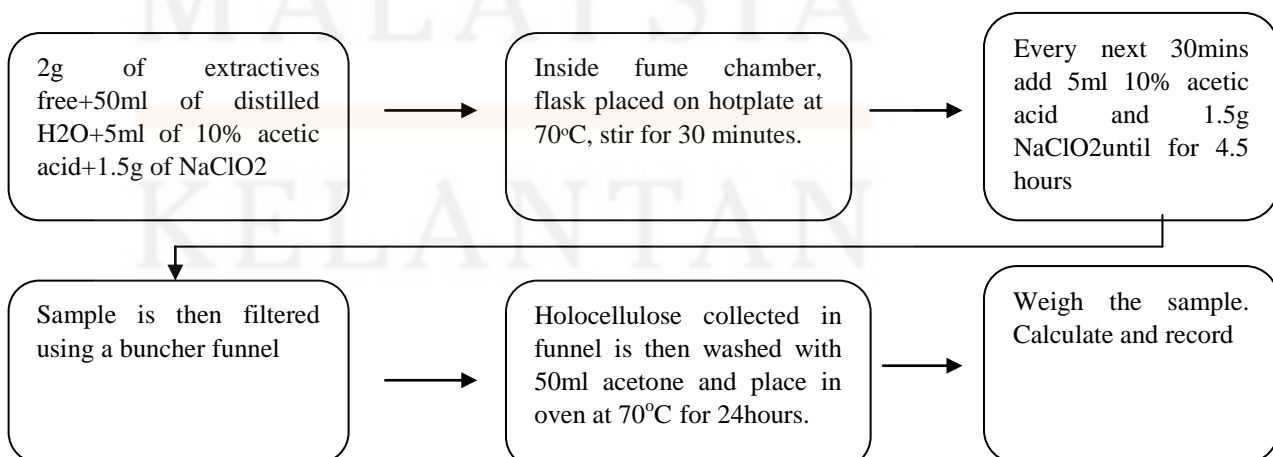 MALAYSIA
2g of extractives
free+50ml of distilled
H2O+5ml of 10% acetic
acid+1.5g of NaClO2
Inside fume chamber,
flask placed on hotplate at
70°C, stir for 30 minutes.
Every next 30mins
add 5ml 10% acetic
acid and 1.5g
NaClO2until for 4.5
hours
KELANTAN
Sample is then filtered
using a buncher funnel
Holocellulose collected in
funnel is then washed with
50ml acetone and place in
oven at 70°C for 24hours.
Weigh the sample.
Calculate and record